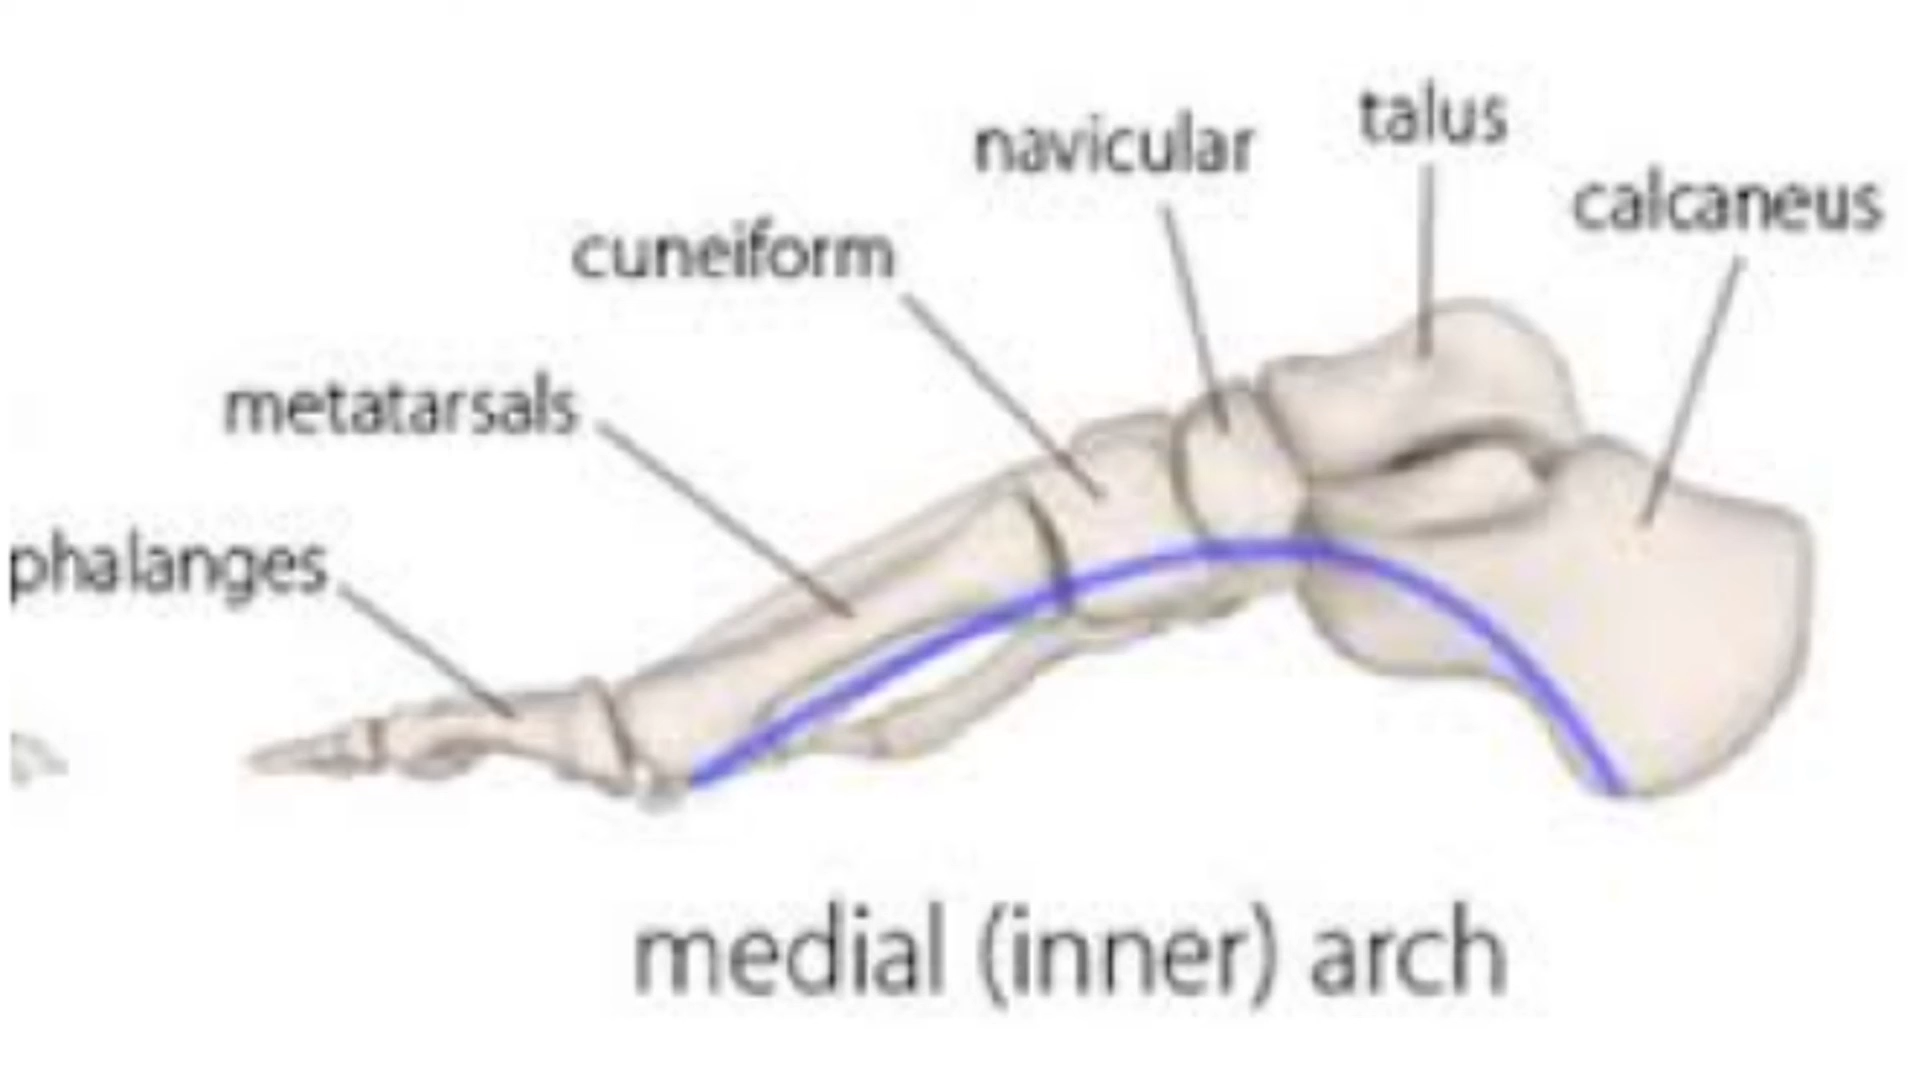 talus
navicular
calcaneus
cuneiform
metatarsals
phalanges
medial (inner) arch